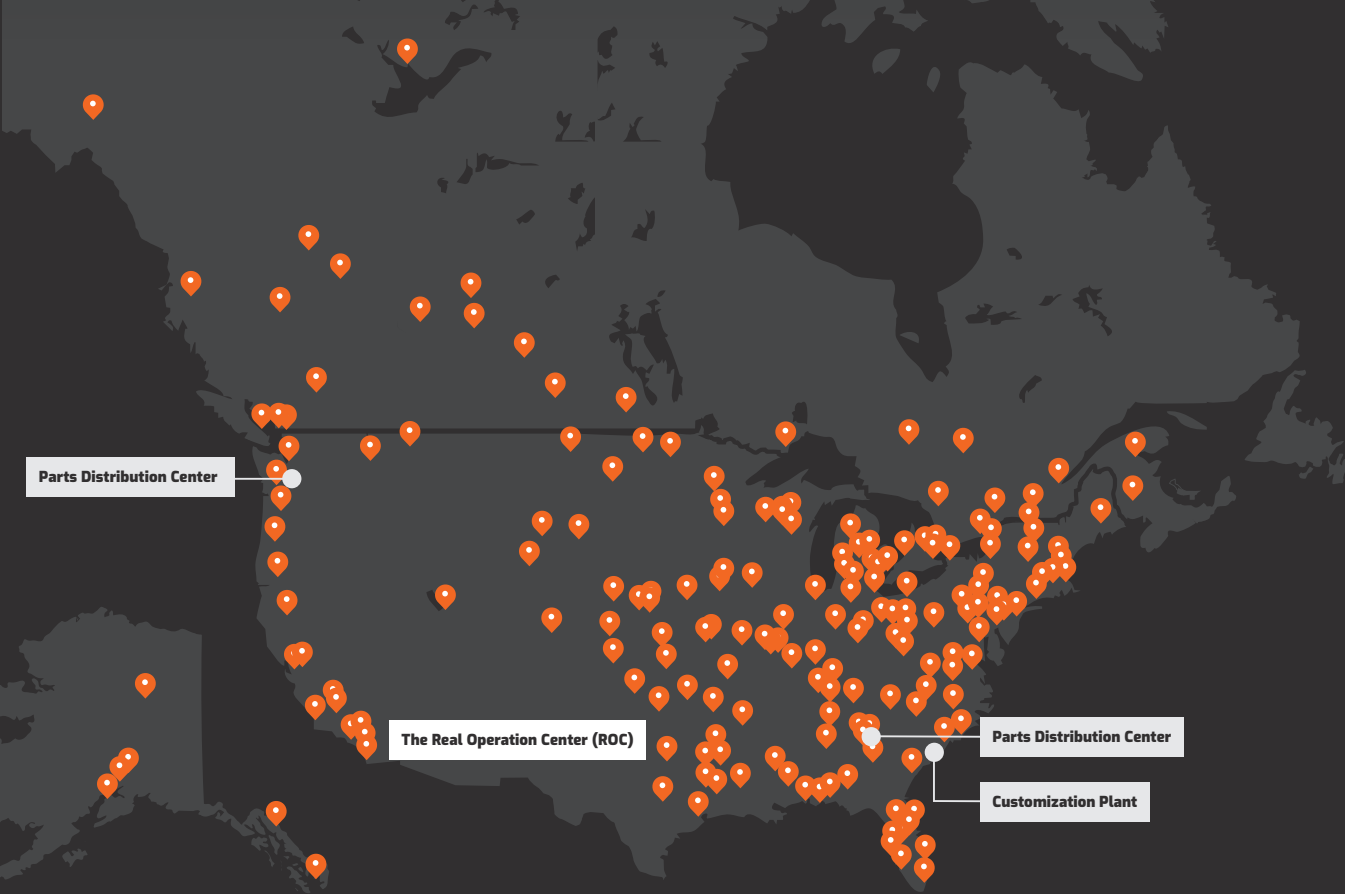 Parts Distribution Center
The Real Operation Center (ROC)
Parts Distribution Center
Customization Plant